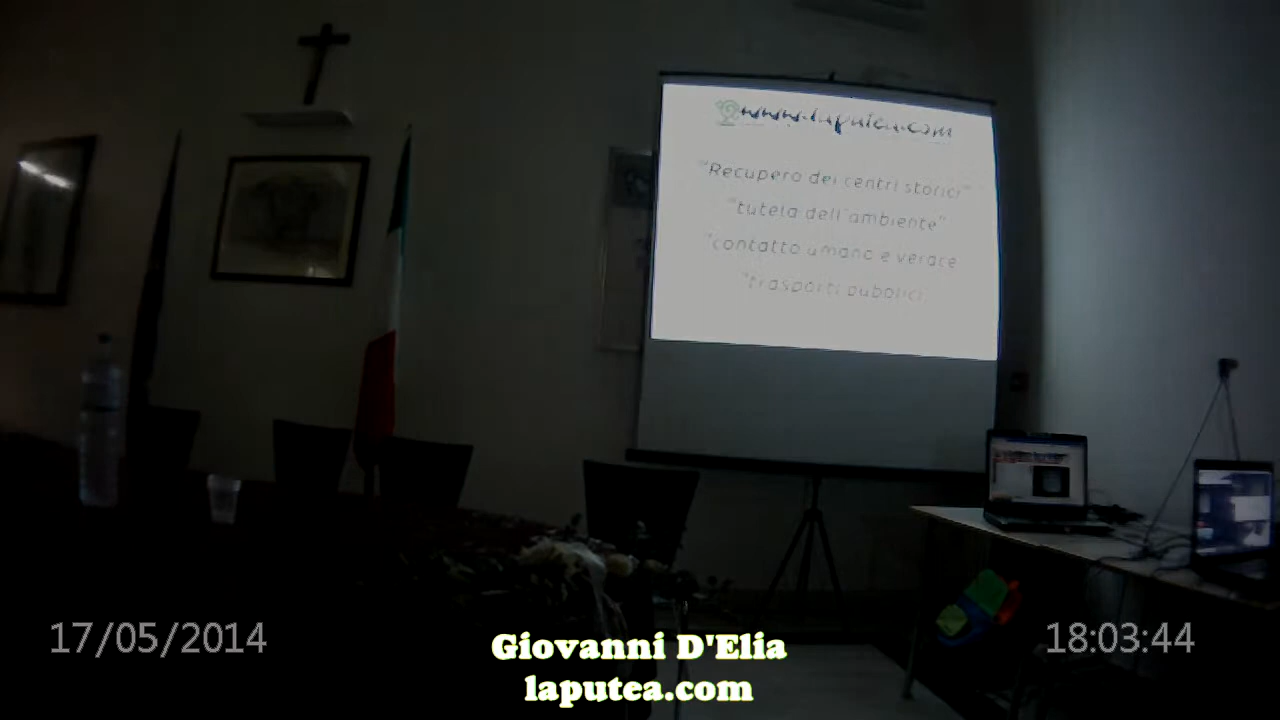 www.laputea.com
"Recupero dei centri storici"
"tutela dell'ambiente"
"contatto umano e verace
"trasporti pubblici
17/05/2014
Giovanni D'Elia
18:03:44
laputea.com